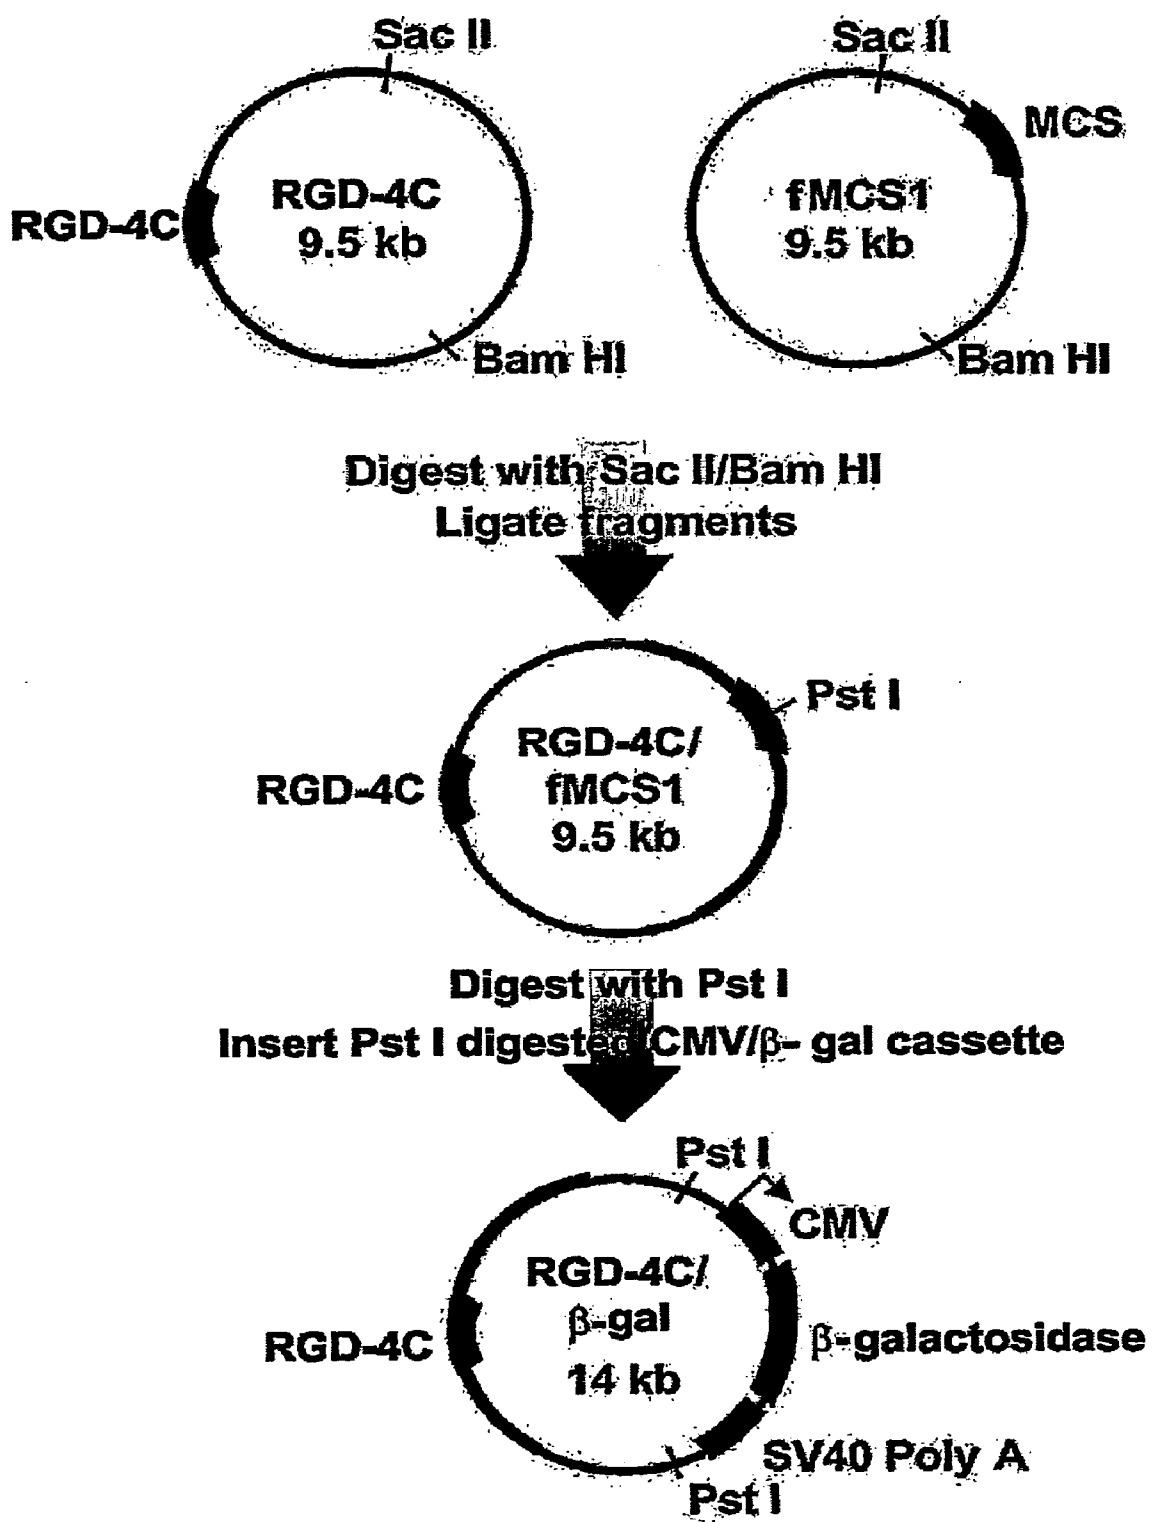 Sac II
Sac II
MCS
RGD-4C
RGD-4C
9.5 kb
fMCS1
9.5 kb
Bam HI
Bam HI
Digest with Sac II/Bam HI
Ligate fragments
Pst I
RGD-4C
RGD-4C/
fMCS1
9.5 kb
Digest with Pst I
Insert Pst I digested CMV/β- gal cassette
Pst I
CMV
RGD-4C/
β-gal
14 kb
RGD-4C
β-galactosidase
SV40 Poly A
Pst I